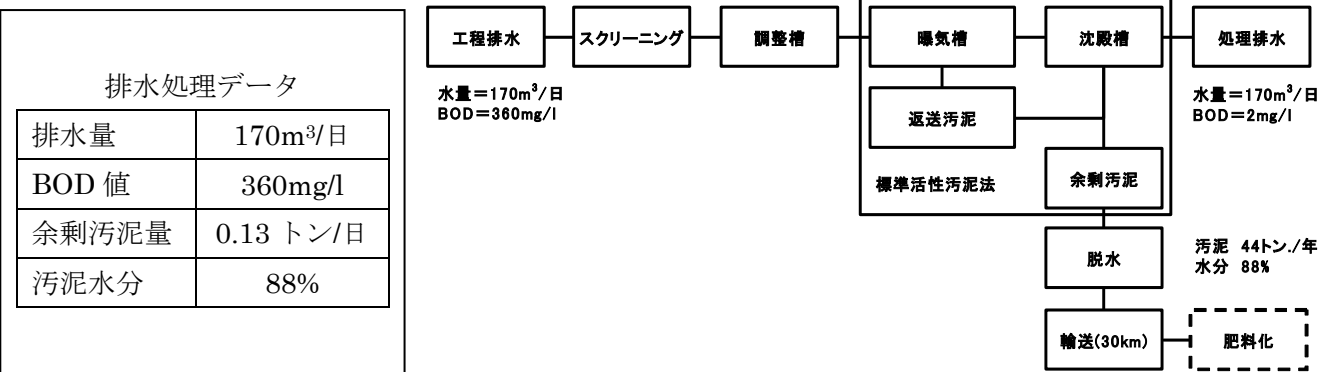 排水処理データ
排水量 170m³/日
BOD 値 360mg/l
余剰汚泥量 0.13 トン/日
汚泥水分 88%
工程排水
スクリーニング
調整槽
曝気槽
沈殿槽
処理排水
水量=170m³/日
BOD=360mg/l
水量=170m³/日
BOD=2mg/l
返送汚泥
標準活性汚泥法
余剰汚泥
脱水
汚泥 44トン./年
水分 88%
輸送(30km)
肥料化